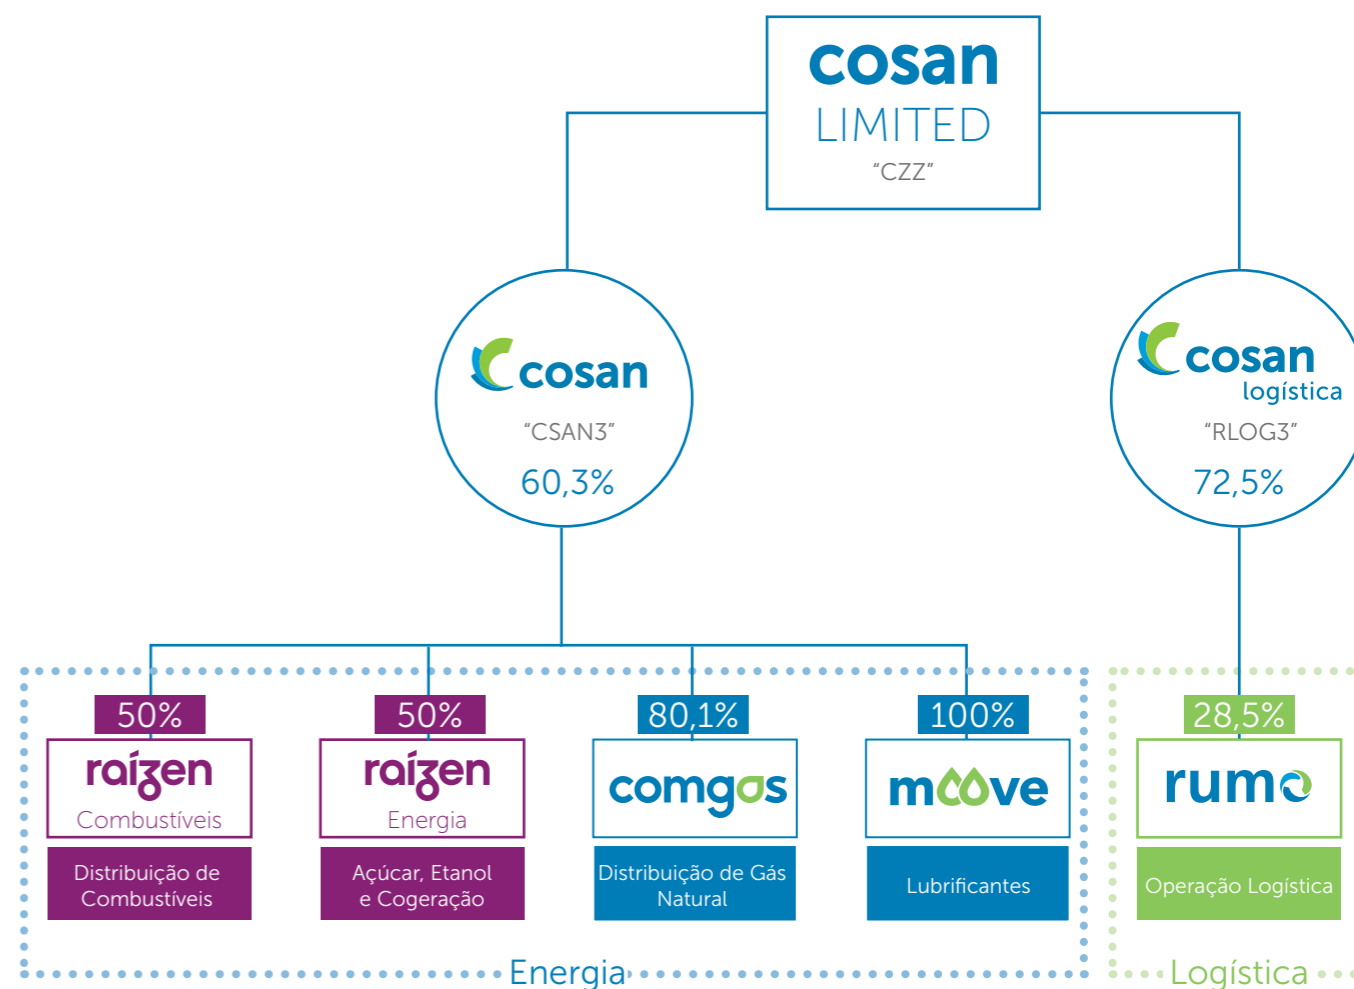 cosan
LIMITED
“CZZ”
cosan
“CSAN3”
60,3%
cosan
logística
“RLOG3”
72,5%
50%
raízen
Combustíveis
Distribuição de
Combustíveis
50%
raízen
Energia
Açúcar, Etanol
e Cogeração
80,1%
comgas
Distribuição de Gás
Natural
100%
moove
Lubrificantes
28,5%
rumo
Operação Logística
Energia
Logística